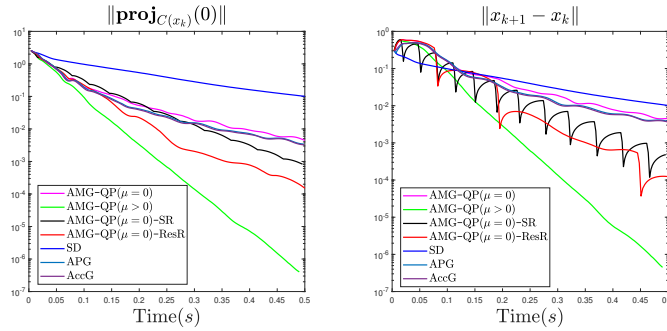 ‖proj_{C(x_k)}(0)‖
10^1
10^0
10^-1
10^-2
10^-3
10^-4
10^-5
10^-6
10^-7
AMG-QP(μ = 0)
AMG-QP(μ > 0)
AMG-QP(μ = 0)-SR
AMG-QP(μ = 0)-ResR
SD
APG
AccG
0 0.05 0.1 0.15 0.2 0.25 0.3 0.35 0.4 0.45 0.5
Time(s)
‖x_{k+1} − x_k‖
10^1
10^0
10^-1
10^-2
10^-3
10^-4
10^-5
10^-6
10^-7
AMG-QP(μ = 0)
AMG-QP(μ > 0)
AMG-QP(μ = 0)-SR
AMG-QP(μ = 0)-ResR
SD
APG
AccG
0 0.05 0.1 0.15 0.2 0.25 0.3 0.35 0.4 0.45 0.5
Time(s)